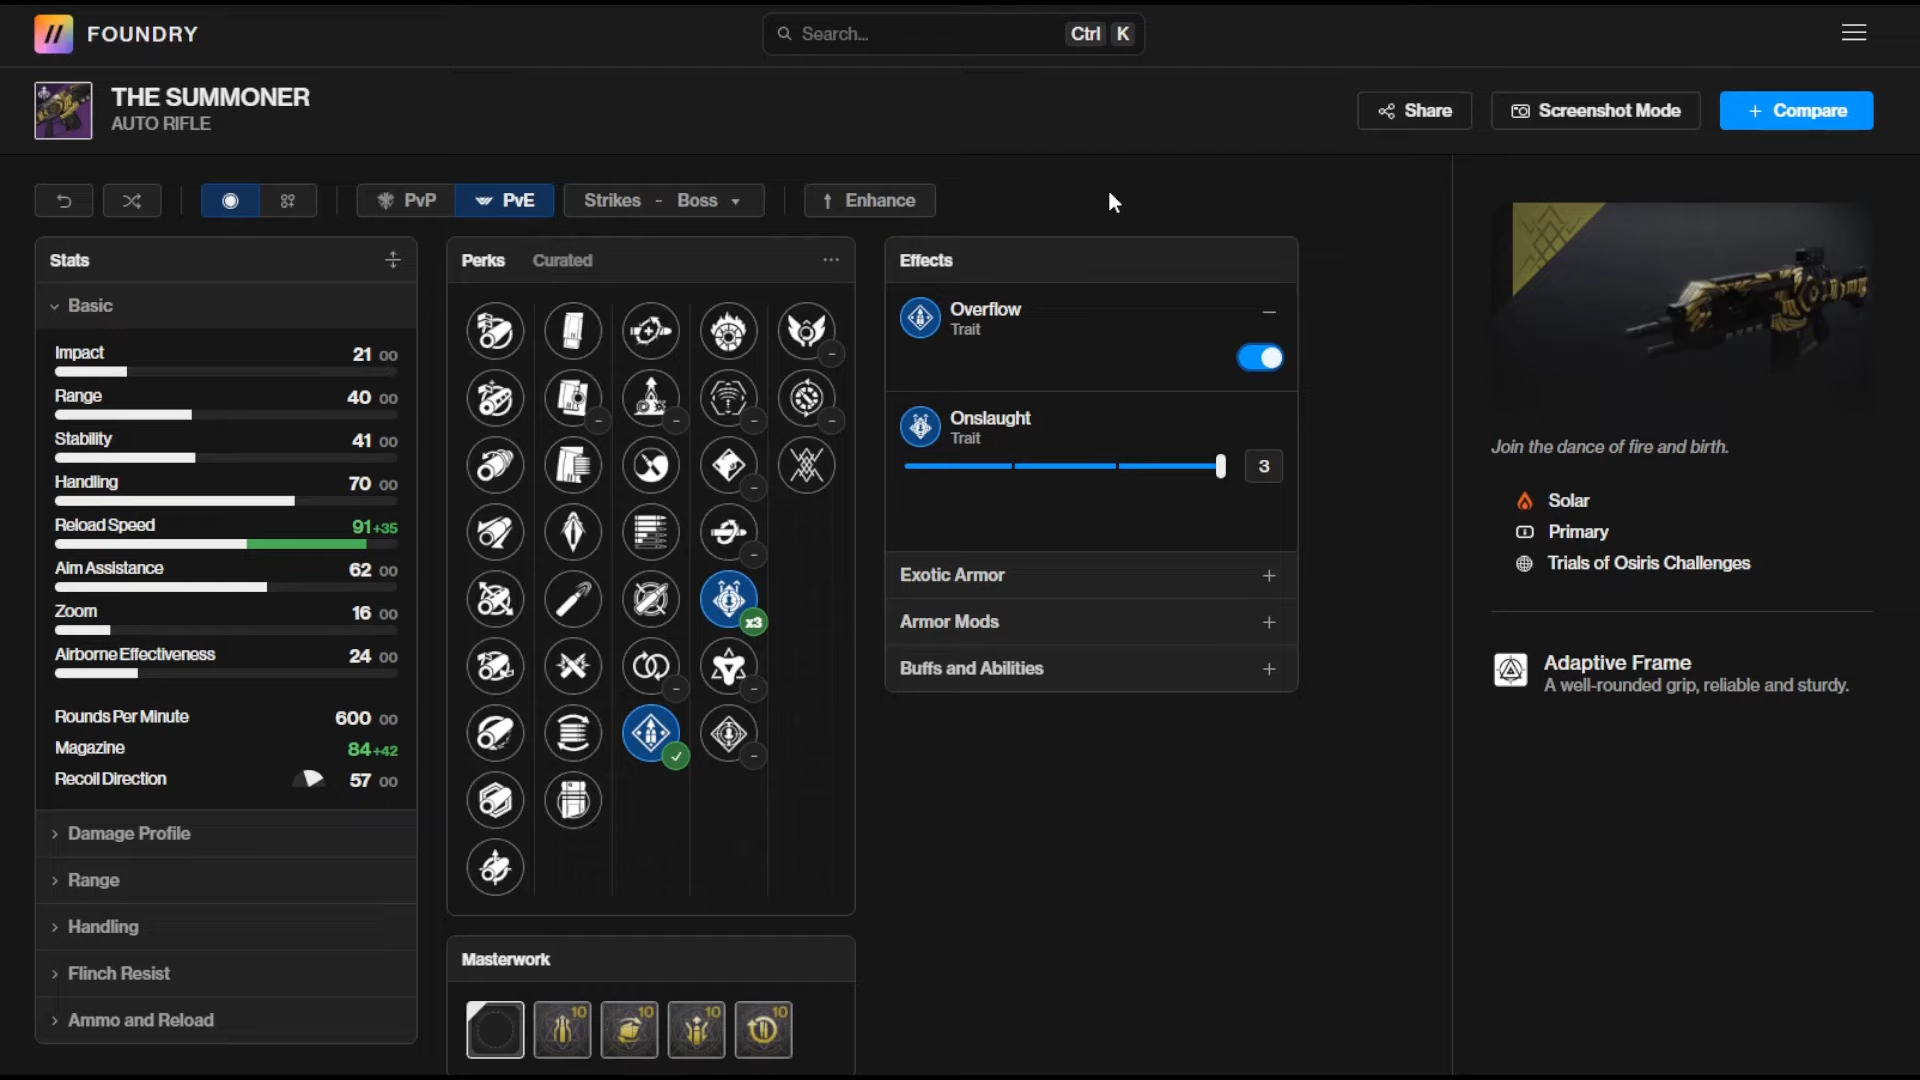 FOUNDRY
Search...
Ctrl K
THE SUMMONER
AUTO RIFLE
Share
Screenshot Mode
+ Compare
PvP
PvE
Strikes - Boss
Enhance
Stats
Basic
Impact 21 00
Range 40 00
Stability 41 00
Handling 70 00
Reload Speed 91 +35
Aim Assistance 62 00
Zoom 16 00
Airborne Effectiveness 24 00
Rounds Per Minute 600 00
Magazine 84 +42
Recoil Direction 57 00
Damage Profile
Range
Handling
Flinch Resist
Ammo and Reload
Perks Curated
x3
Masterwork
10 10 10 10
Effects
Overflow
Trait
Onslaught
Trait
3
Exotic Armor +
Armor Mods +
Buffs and Abilities +
Join the dance of fire and birth.
Solar
Primary
Trials of Osiris Challenges
Adaptive Frame
A well-rounded grip, reliable and sturdy.